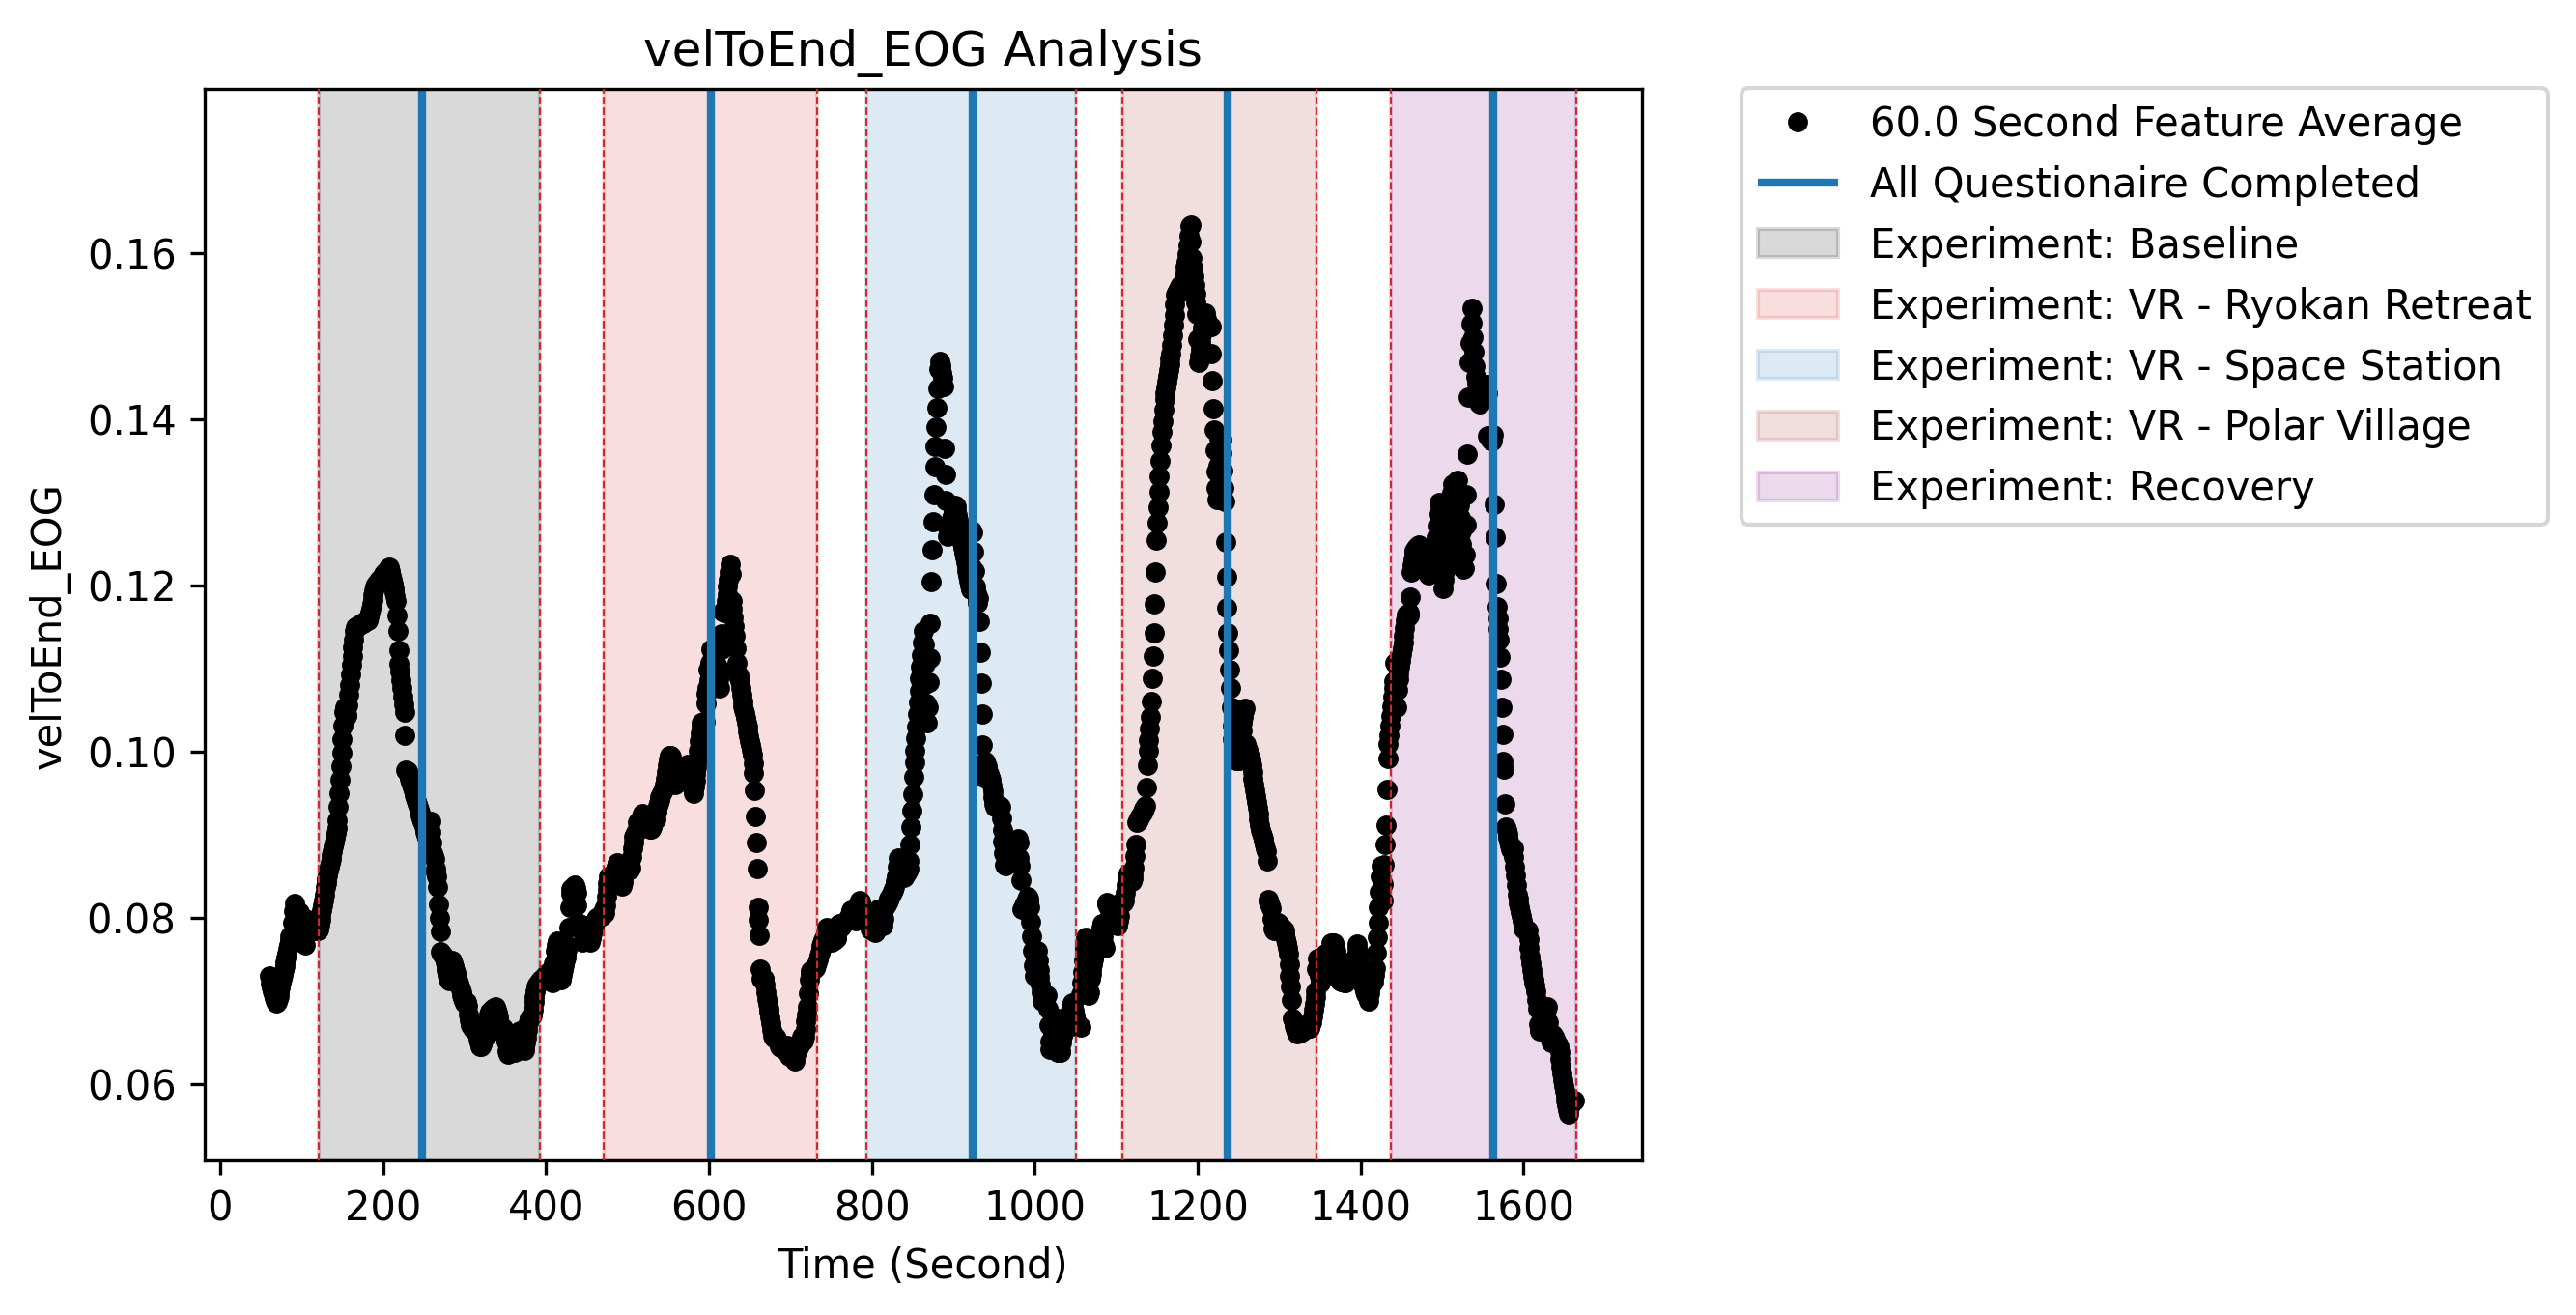 velToEnd_EOG Analysis
velToEnd_EOG
0.16
0.14
0.12
0.10
0.08
0.06
0
200
400
600
800
1000
1200
1400
1600
Time (Second)
60.0 Second Feature Average
All Questionaire Completed
Experiment: Baseline
Experiment: VR - Ryokan Retreat
Experiment: VR - Space Station
Experiment: VR - Polar Village
Experiment: Recovery